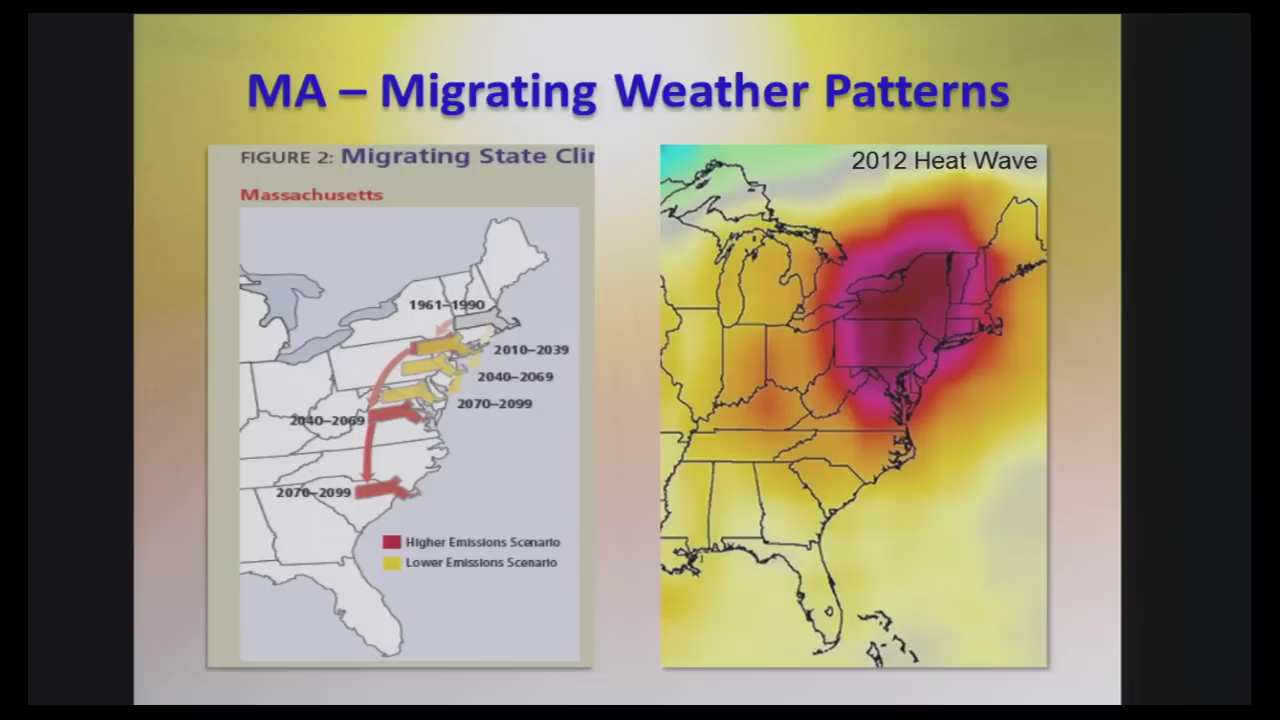 MA – Migrating Weather Patterns
FIGURE 2: Migrating State Cli
Massachusetts
1961–1990
2010–2039
2040–2069
2070–2099
2040–2069
2070–2099
Higher Emissions Scenario
Lower Emissions Scenario
2012 Heat Wave